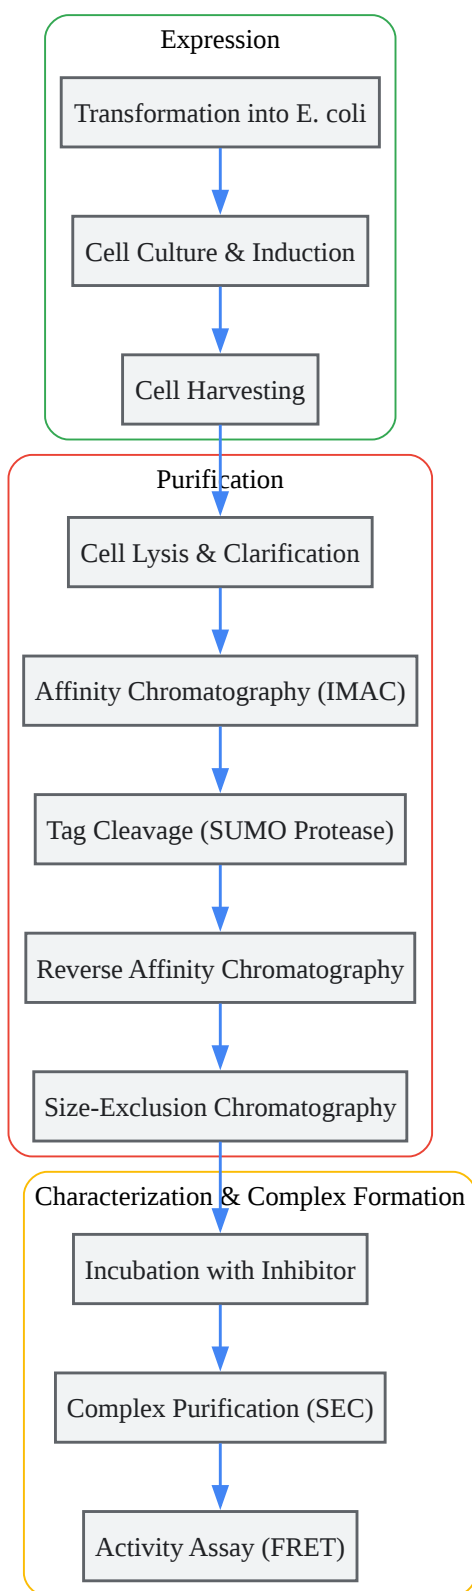 Expression
Transformation into E. coli
Cell Culture & Induction
Cell Harvesting
Purification
Cell Lysis & Clarification
Affinity Chromatography (IMAC)
Tag Cleavage (SUMO Protease)
Reverse Affinity Chromatography
Size-Exclusion Chromatography
Characterization & Complex Formation
Incubation with Inhibitor
Complex Purification (SEC)
Activity Assay (FRET)